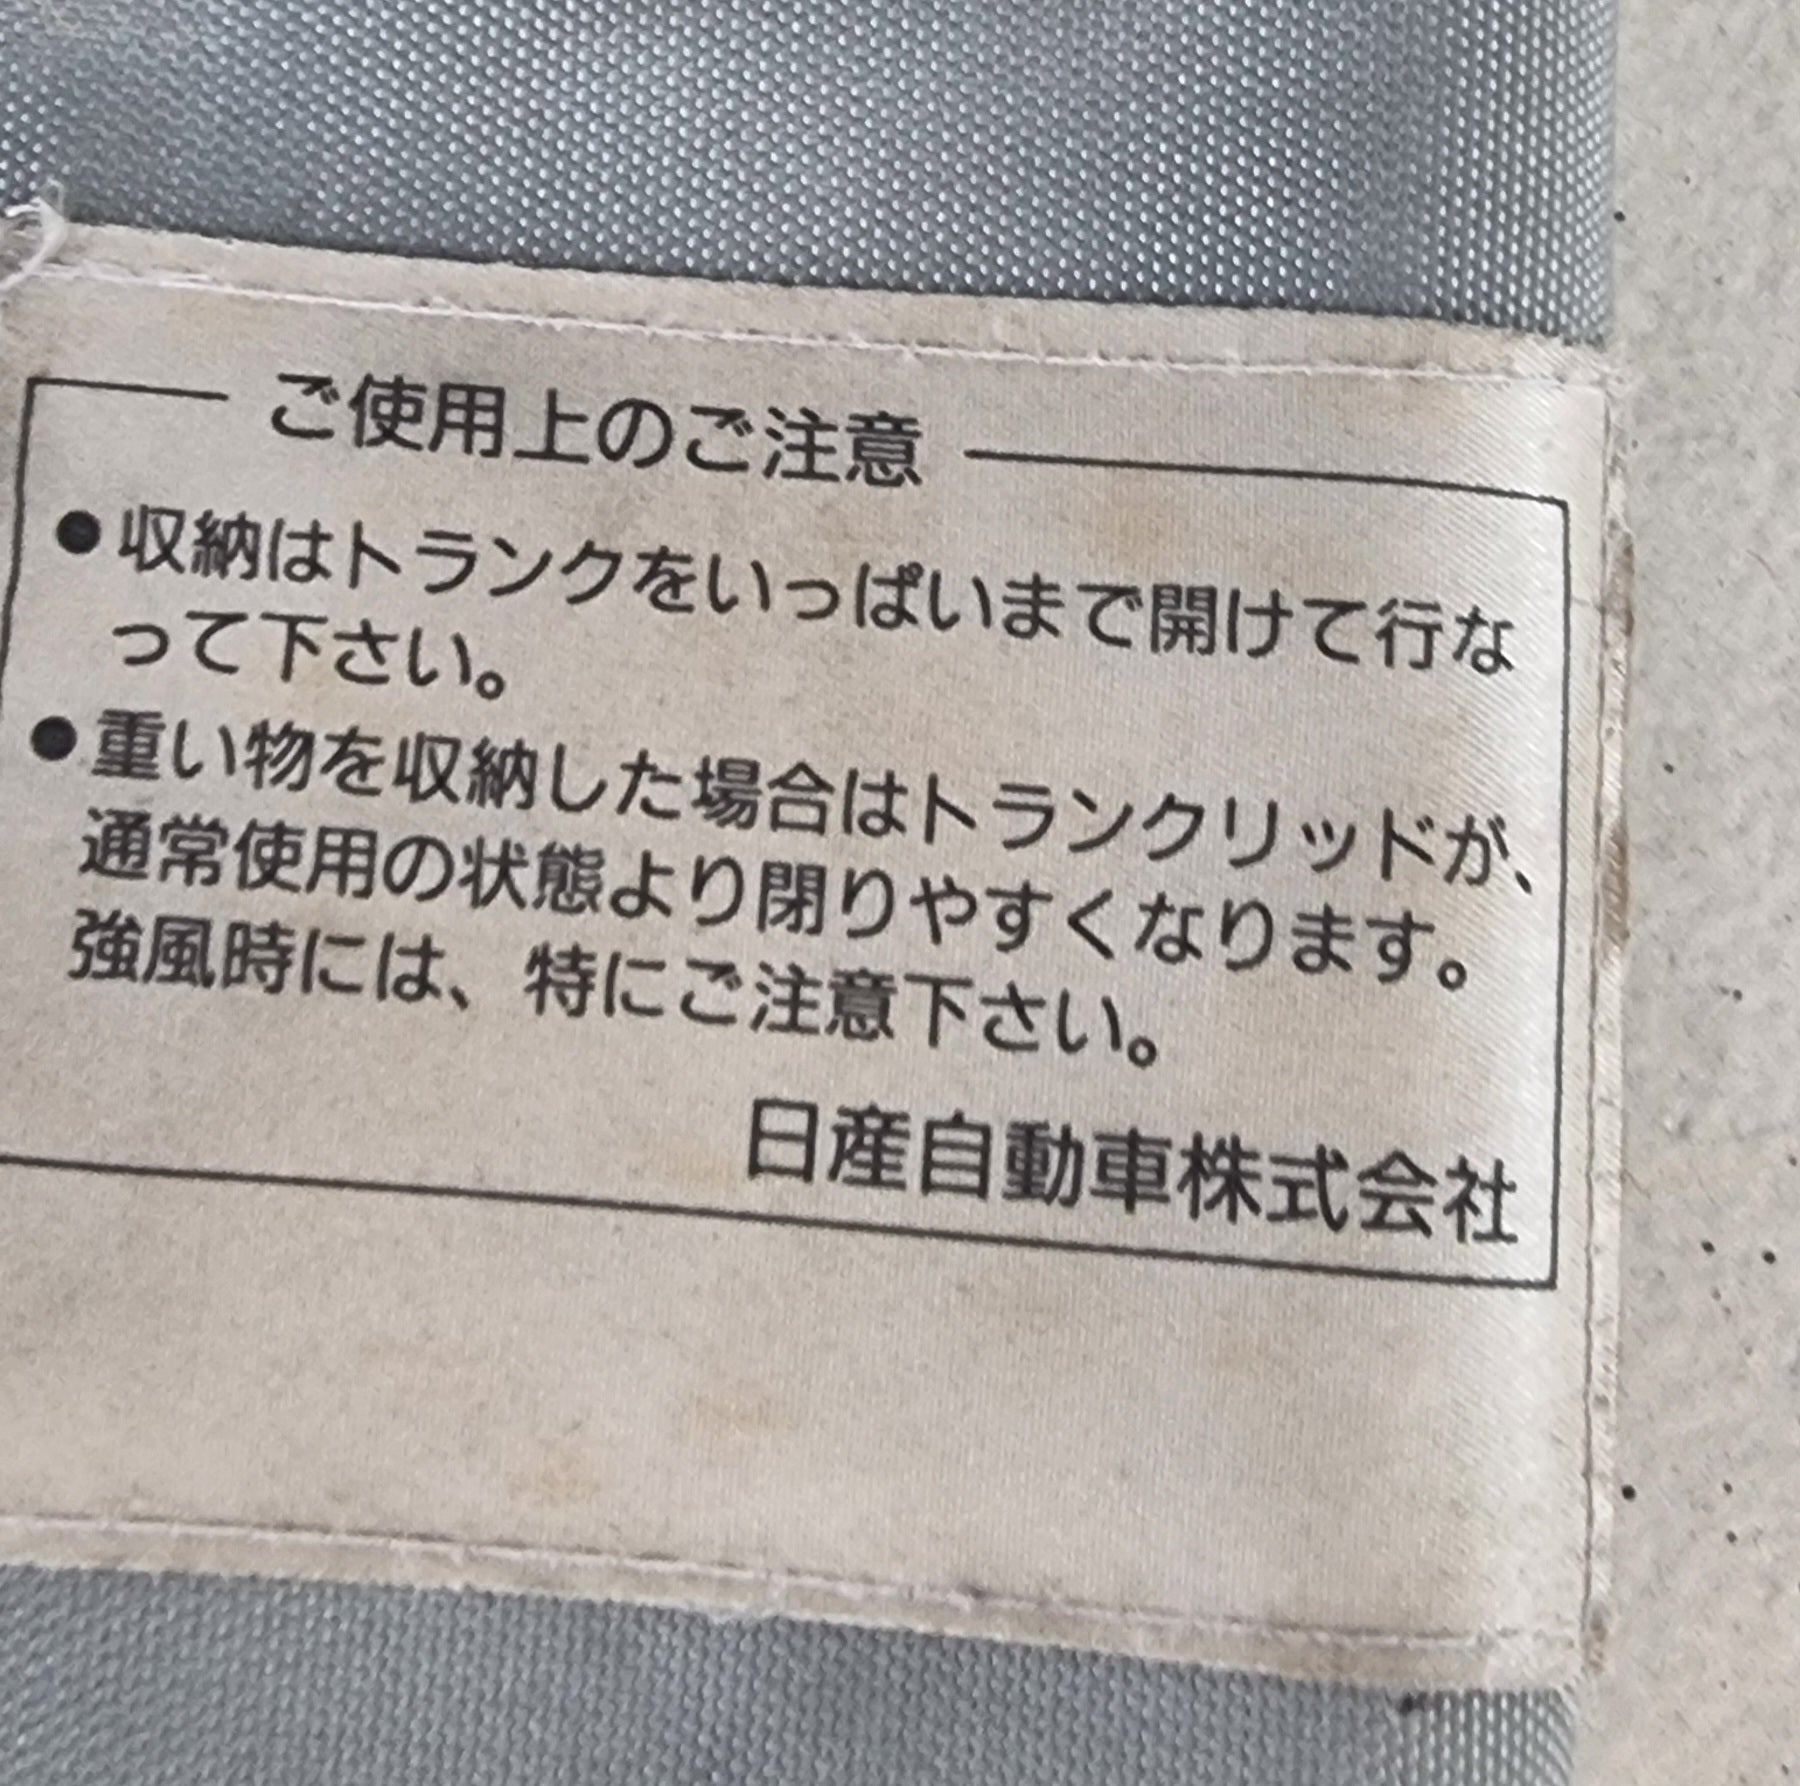 ご使用上のご注意
●収納はトランクをいっぱいまで開けて行な
って下さい。
●重い物を収納した場合はトランクリッドが、
通常使用の状態より閉りやすくなります。
強風時には、特にご注意下さい。
日産自動車株式会社